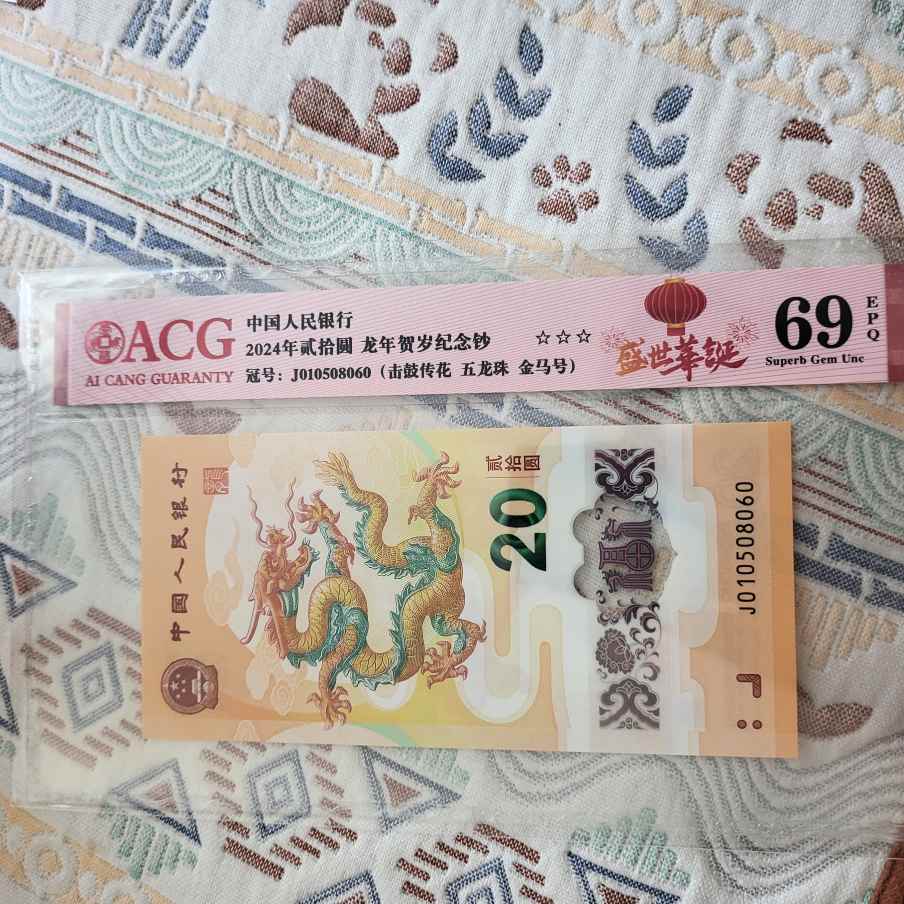 ACG
AI CANG GUARANTY
中国人民银行
2024年贰拾圆 龙年贺岁纪念钞
冠号：J010508060（击鼓传花 五龙珠 金马号）
☆☆☆
盛世華誕
69
EPQ
Superb Gem Unc
中国人民银行
贰拾圆
20
福
J010508060